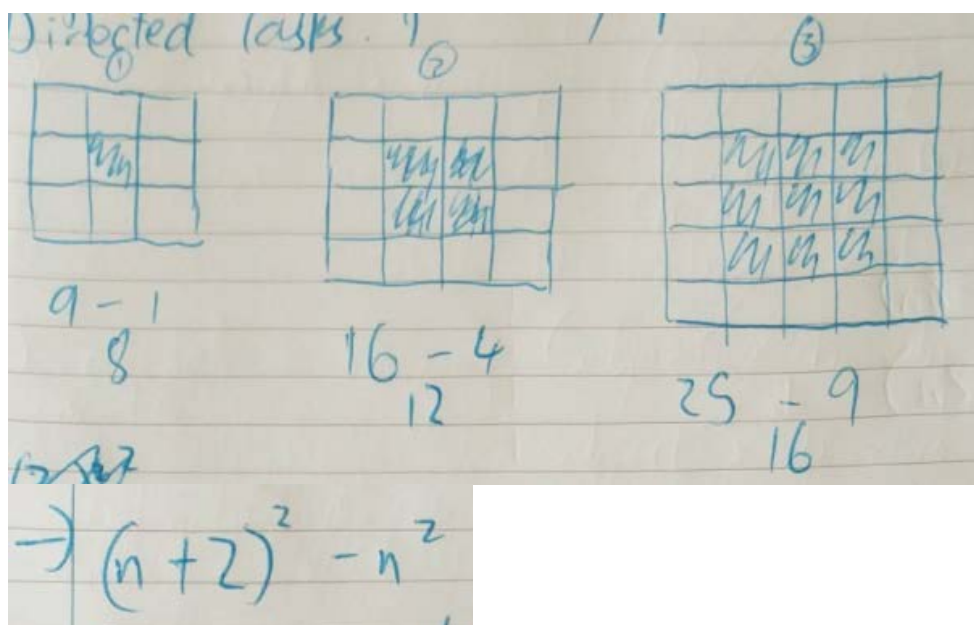 Directed Tasks.
① ② ③
9 - 1
8
16 - 4
12
25 - 9
16
→ (n + 2)² - n²